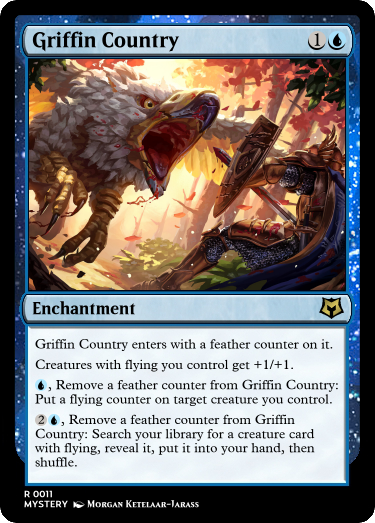 Griffin Country 1
Enchantment
Griffin Country enters with a feather counter on it.
Creatures with flying you control get +1/+1.
, Remove a feather counter from Griffin Country:
Put a flying counter on target creature you control.
2 , Remove a feather counter from Griffin
Country: Search your library for a creature card
with flying, reveal it, put it into your hand, then
shuffle.
R 0011
MYSTERY Morgan Ketelaar-Jarass